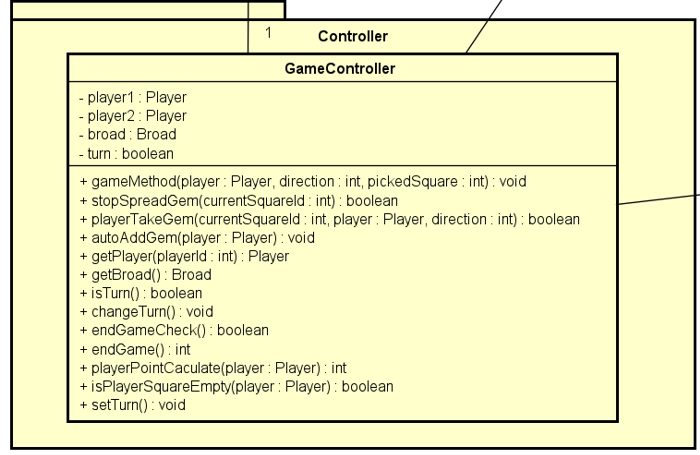 1
Controller
GameController
- player1 : Player
- player2 : Player
- broad : Broad
- turn : boolean
+ gameMethod(player : Player, direction : int, pickedSquare : int) : void
+ stopSpreadGem(currentSquareId : int) : boolean
+ playerTakeGem(currentSquareId : int, player : Player, direction : int) : boolean
+ autoAddGem(player : Player) : void
+ getPlayer(playerId : int) : Player
+ getBroad() : Broad
+ isTurn() : boolean
+ changeTurn() : void
+ endGameCheck() : boolean
+ endGame() : int
+ playerPointCaculate(player : Player) : int
+ isPlayerSquareEmpty(player : Player) : boolean
+ setTurn() : void